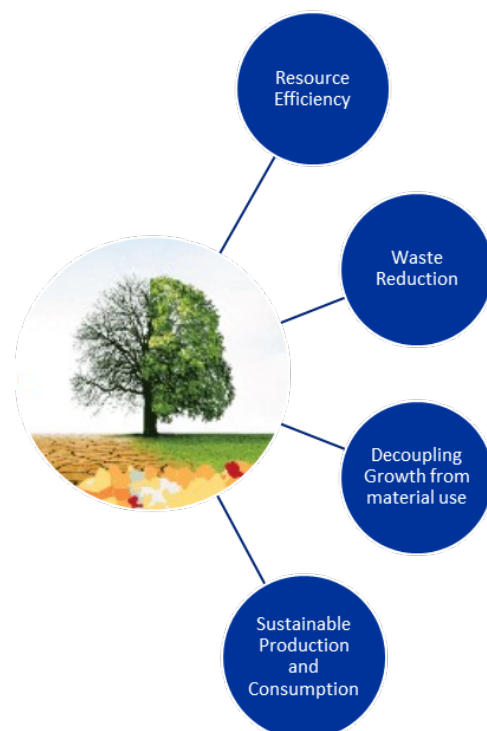 Resource
Efficiency
Waste
Reduction
Decoupling
Growth from
material use
Sustainable
Production
and
Consumption